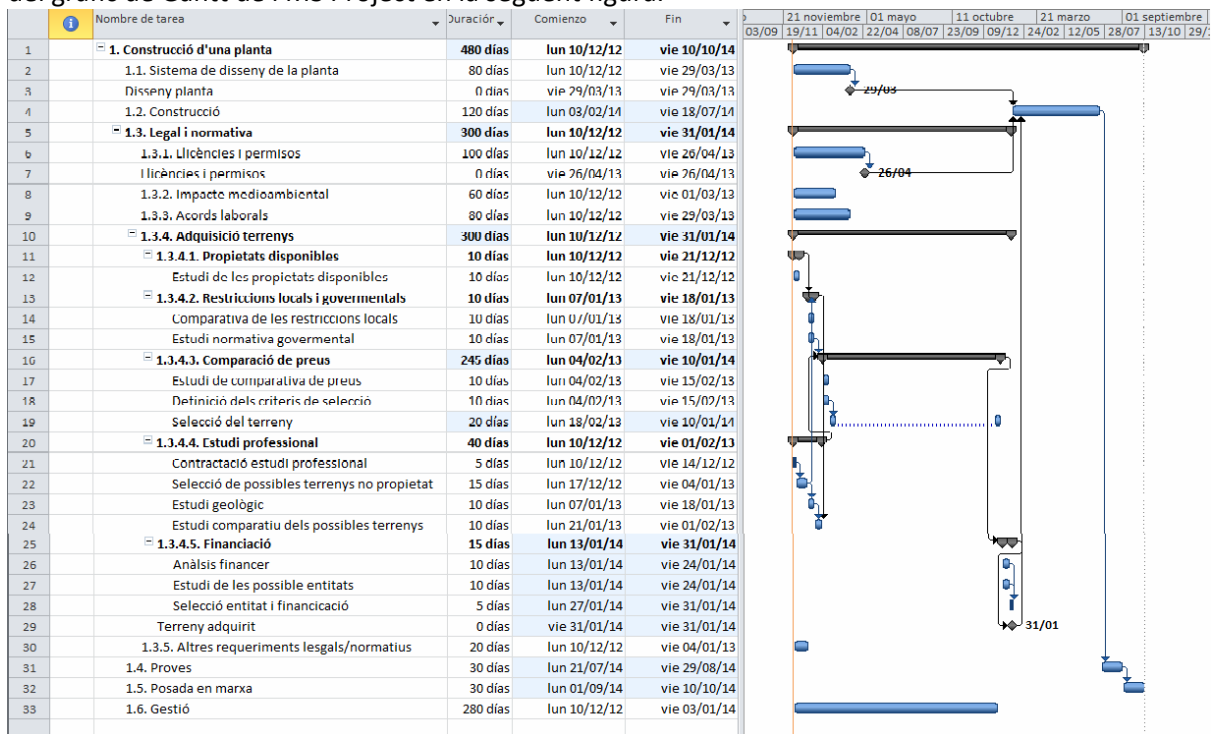 del gràfic de Gantt de l'MS Project en la següent figura:
Nombre de tarea Duración Comienzo Fin 21 noviembre 01 mayo 11 octubre 21 marzo 01 septiembre
03/09 19/11 04/02 22/04 08/07 23/09 09/12 24/02 12/05 28/07 13/10 29/1
1 1. Construcció d'una planta 480 días lun 10/12/12 vie 10/10/14
2 1.1. Sistema de disseny de la planta 80 días lun 10/12/12 vie 29/03/13
3 Disseny planta 0 días vie 29/03/13 vie 29/03/13 29/03
4 1.2. Construcció 120 días lun 03/02/14 vie 18/07/14
5 1.3. Legal i normativa 300 días lun 10/12/12 vie 31/01/14
6 1.3.1. Llicències i permisos 100 días lun 10/12/12 vie 26/04/13
7 Llicències i permisos 0 días vie 26/04/13 vie 26/04/13 26/04
8 1.3.2. Impacte medioambiental 60 días lun 10/12/12 vie 01/03/13
9 1.3.3. Acords laborals 80 días lun 10/12/12 vie 29/03/13
10 1.3.4. Adquisició terrenys 300 días lun 10/12/12 vie 31/01/14
11 1.3.4.1. Propietats disponibles 10 días lun 10/12/12 vie 21/12/12
12 Estudi de les propietats disponibles 10 días lun 10/12/12 vie 21/12/12
13 1.3.4.2. Restriccions locals i govermentals 10 días lun 07/01/13 vie 18/01/13
14 Comparativa de les restriccions locals 10 días lun 07/01/13 vie 18/01/13
15 Estudi normativa govermental 10 días lun 07/01/13 vie 18/01/13
16 1.3.4.3. Comparació de preus 245 días lun 04/02/13 vie 10/01/14
17 Estudi de comparativa de preus 10 días lun 04/02/13 vie 15/02/13
18 Definició dels criteris de selecció 10 días lun 04/02/13 vie 15/02/13
19 Selecció del terreny 20 días lun 18/02/13 vie 10/01/14
20 1.3.4.4. Estudi professional 40 días lun 10/12/12 vie 01/02/13
21 Contractació estudi professional 5 días lun 10/12/12 vie 14/12/12
22 Selecció de possibles terrenys no propietat 15 días lun 17/12/12 vie 04/01/13
23 Estudi geològic 10 días lun 07/01/13 vie 18/01/13
24 Estudi comparatiu dels possibles terrenys 10 días lun 21/01/13 vie 01/02/13
25 1.3.4.5. Financiació 15 días lun 13/01/14 vie 31/01/14
26 Anàlsis financer 10 días lun 13/01/14 vie 24/01/14
27 Estudi de les possible entitats 10 días lun 13/01/14 vie 24/01/14
28 Selecció entitat i financicació 5 días lun 27/01/14 vie 31/01/14
29 Terreny adquirit 0 días vie 31/01/14 vie 31/01/14 31/01
30 1.3.5. Altres requeriments lesgals/normatius 20 días lun 10/12/12 vie 04/01/13
31 1.4. Proves 30 días lun 21/07/14 vie 29/08/14
32 1.5. Posada en marxa 30 días lun 01/09/14 vie 10/10/14
33 1.6. Gestió 280 días lun 10/12/12 vie 03/01/14